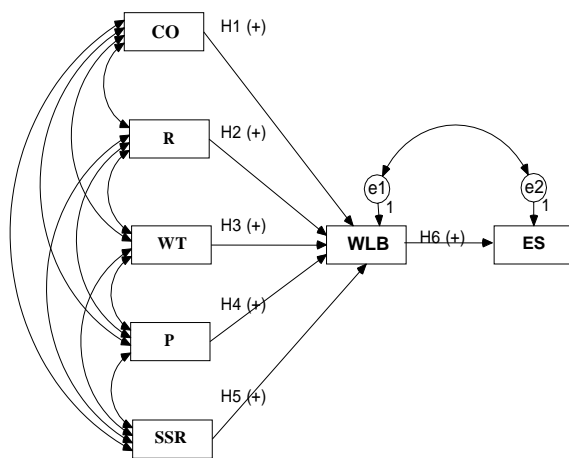 CO
H1 (+)
R
H2 (+)
e1
e2
1
1
WT
H3 (+)
WLB
H6 (+)
ES
H4 (+)
P
H5 (+)
SSR